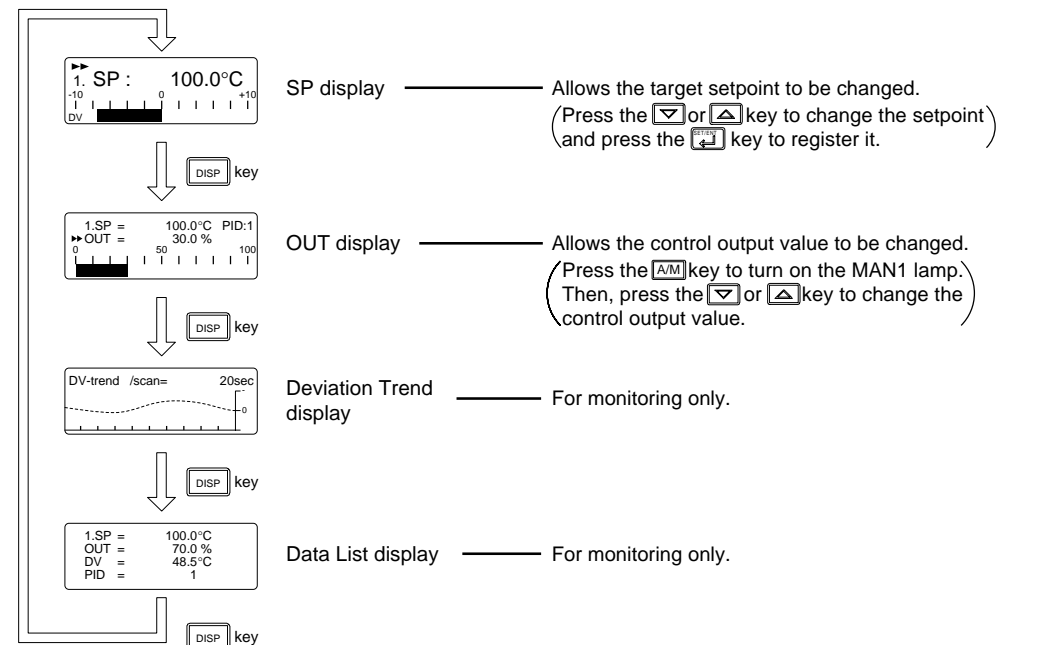 1. SP : 100.0°C
-10 0 +10
DV
SP display
Allows the target setpoint to be changed.
Press the or key to change the setpoint
and press the SET/ENT key to register it.
DISP key
1.SP = 100.0°C PID:1
OUT = 30.0 %
0 50 100
OUT display
Allows the control output value to be changed.
Press the A/M key to turn on the MAN1 lamp.
Then, press the or key to change the
control output value.
DISP key
DV-trend /scan= 20sec
0
Deviation Trend
display
For monitoring only.
DISP key
1.SP = 100.0°C
OUT = 70.0 %
DV = 48.5°C
PID = 1
Data List display
For monitoring only.
DISP key